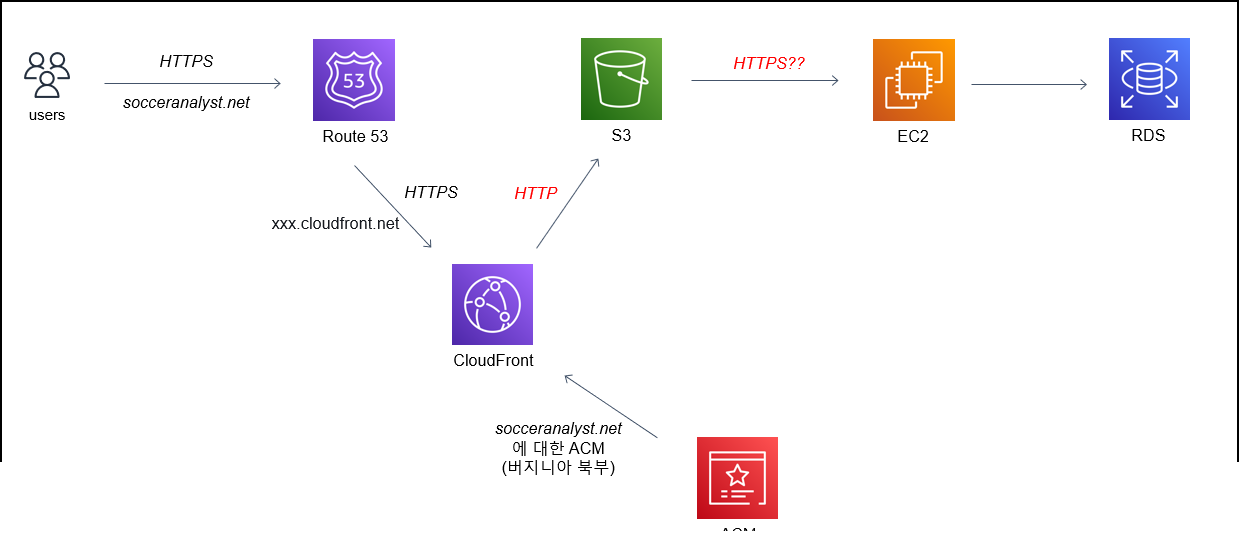 HTTPS
socceranalyst.net
users
53
Route 53
S3
HTTPS??
EC2
RDS
HTTPS
xxx.cloudfront.net
HTTP
CloudFront
socceranalyst.net
에 대한 ACM
(버지니아 북부)
ACM